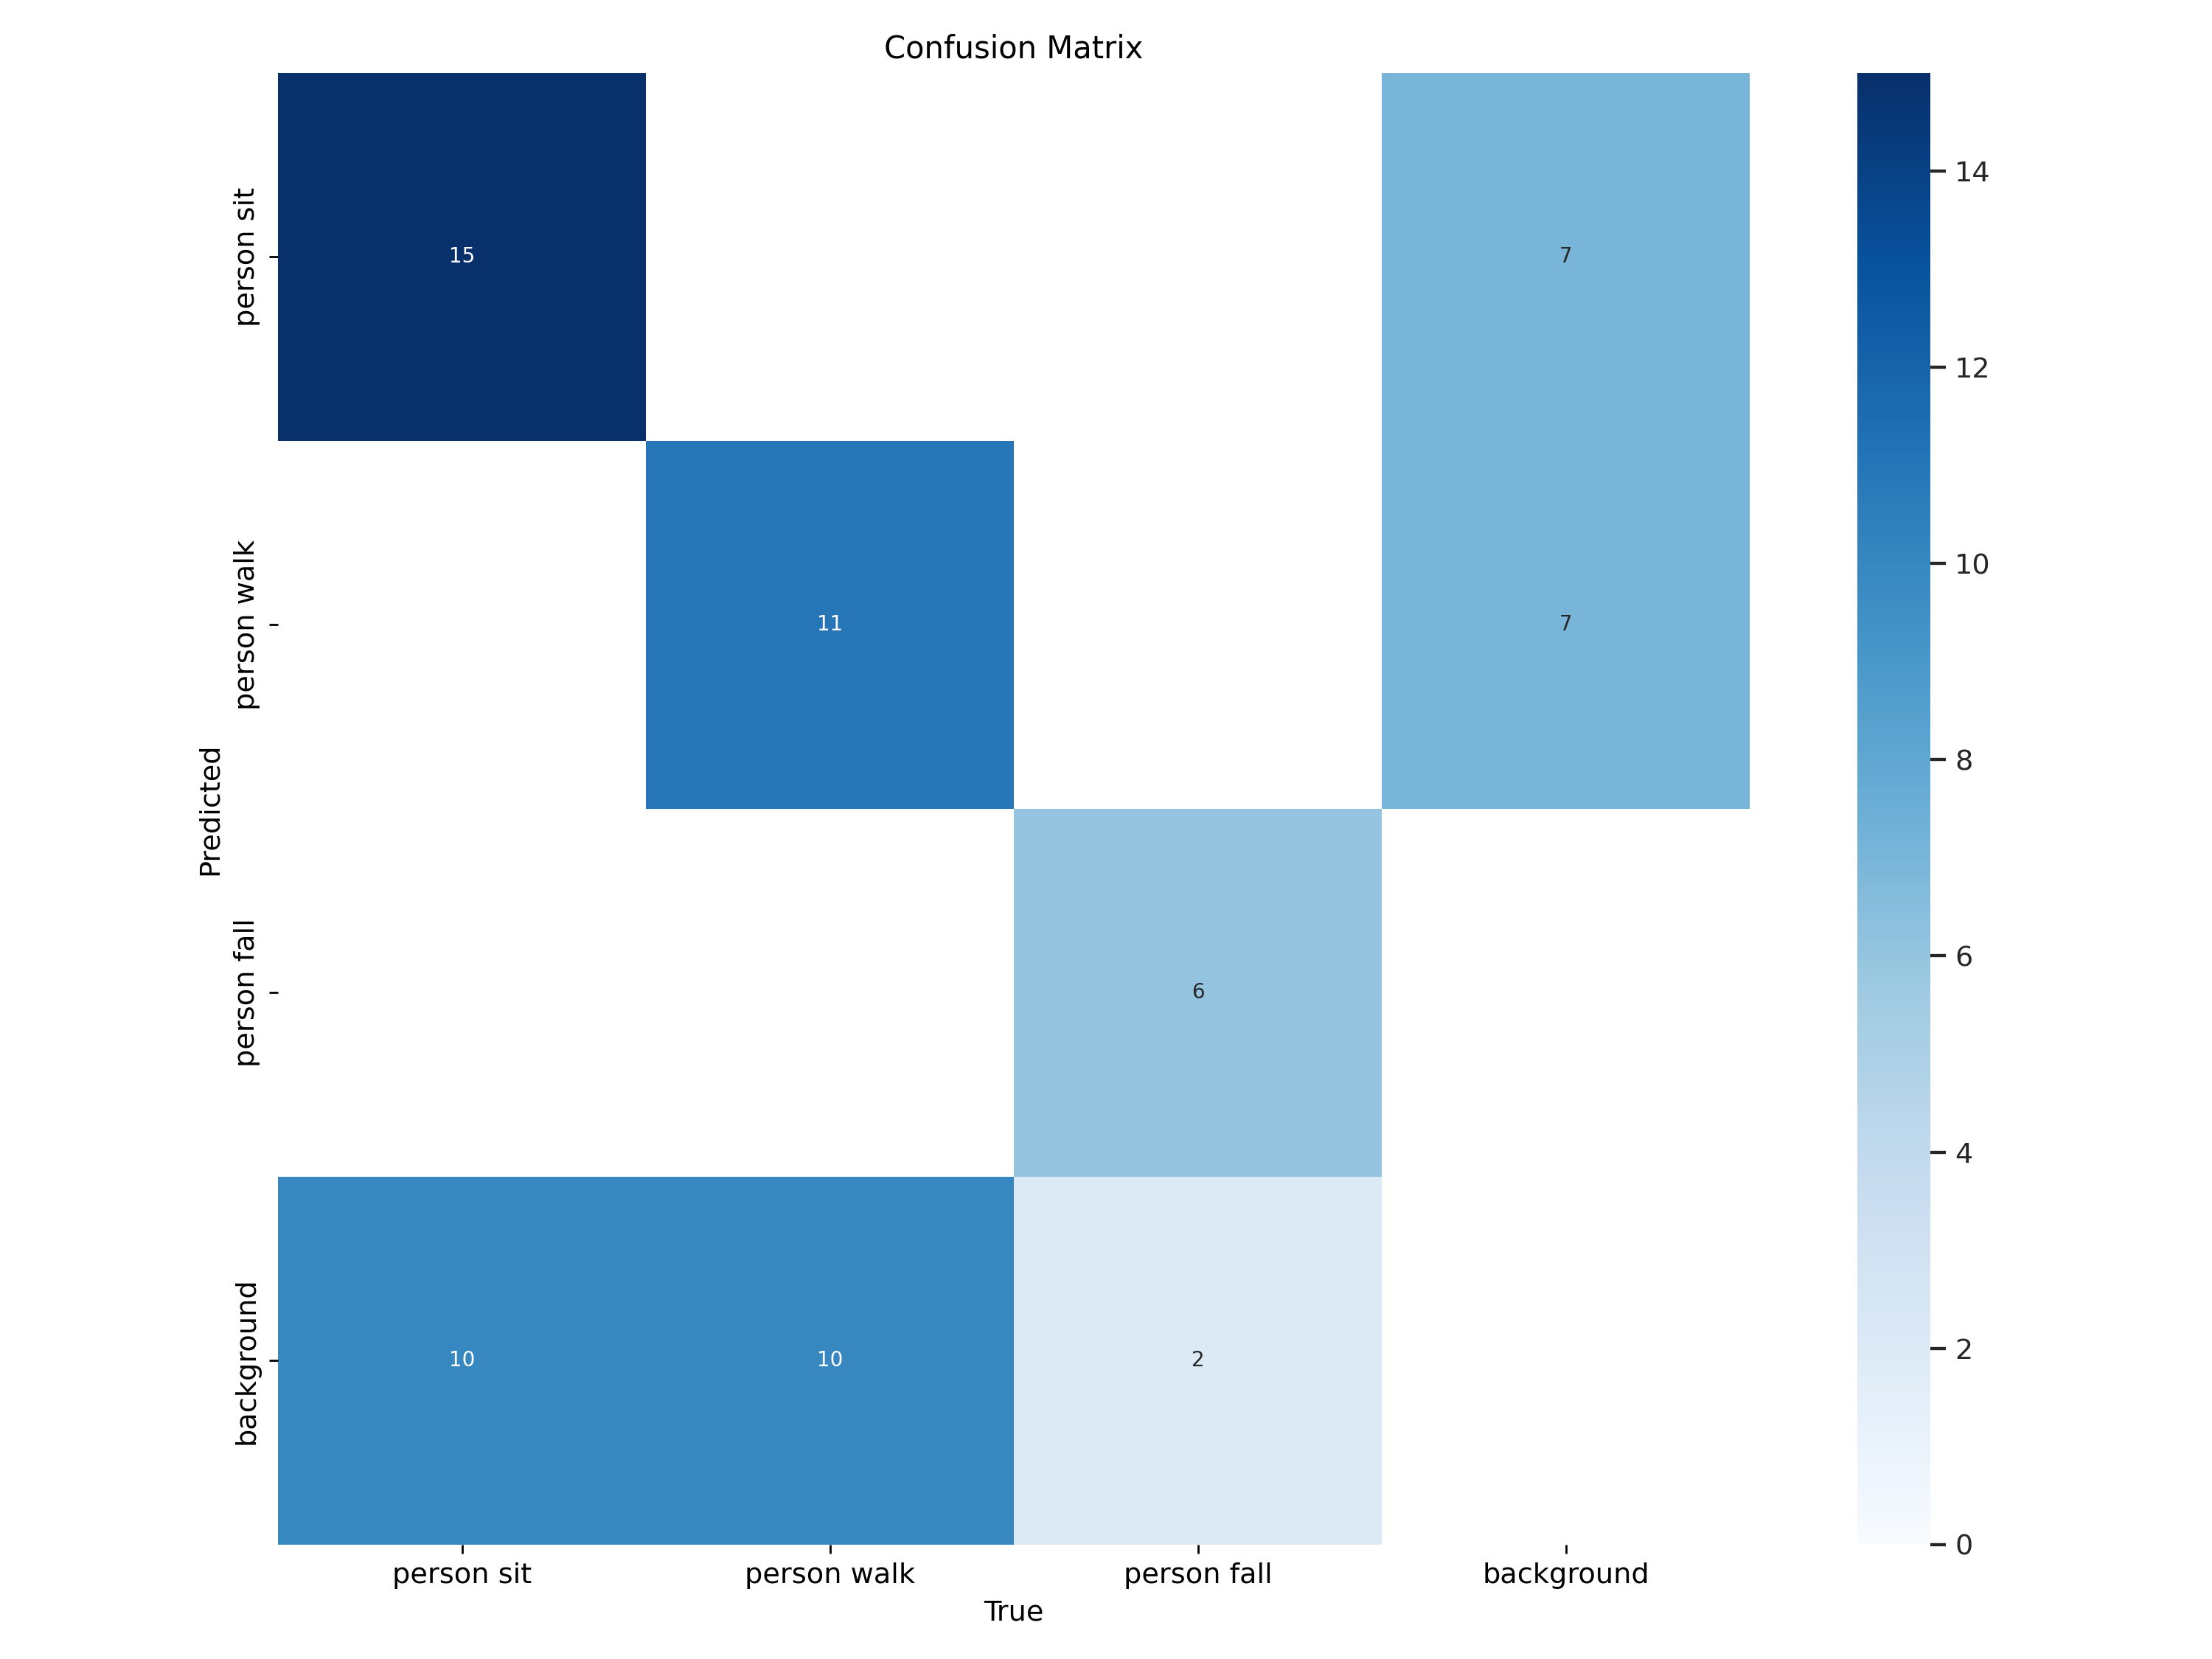 Confusion Matrix
person sit
person walk
person fall
background
Predicted
15
7
11
7
6
10
10
2
person sit
person walk
person fall
background
True
14
12
10
8
6
4
2
0